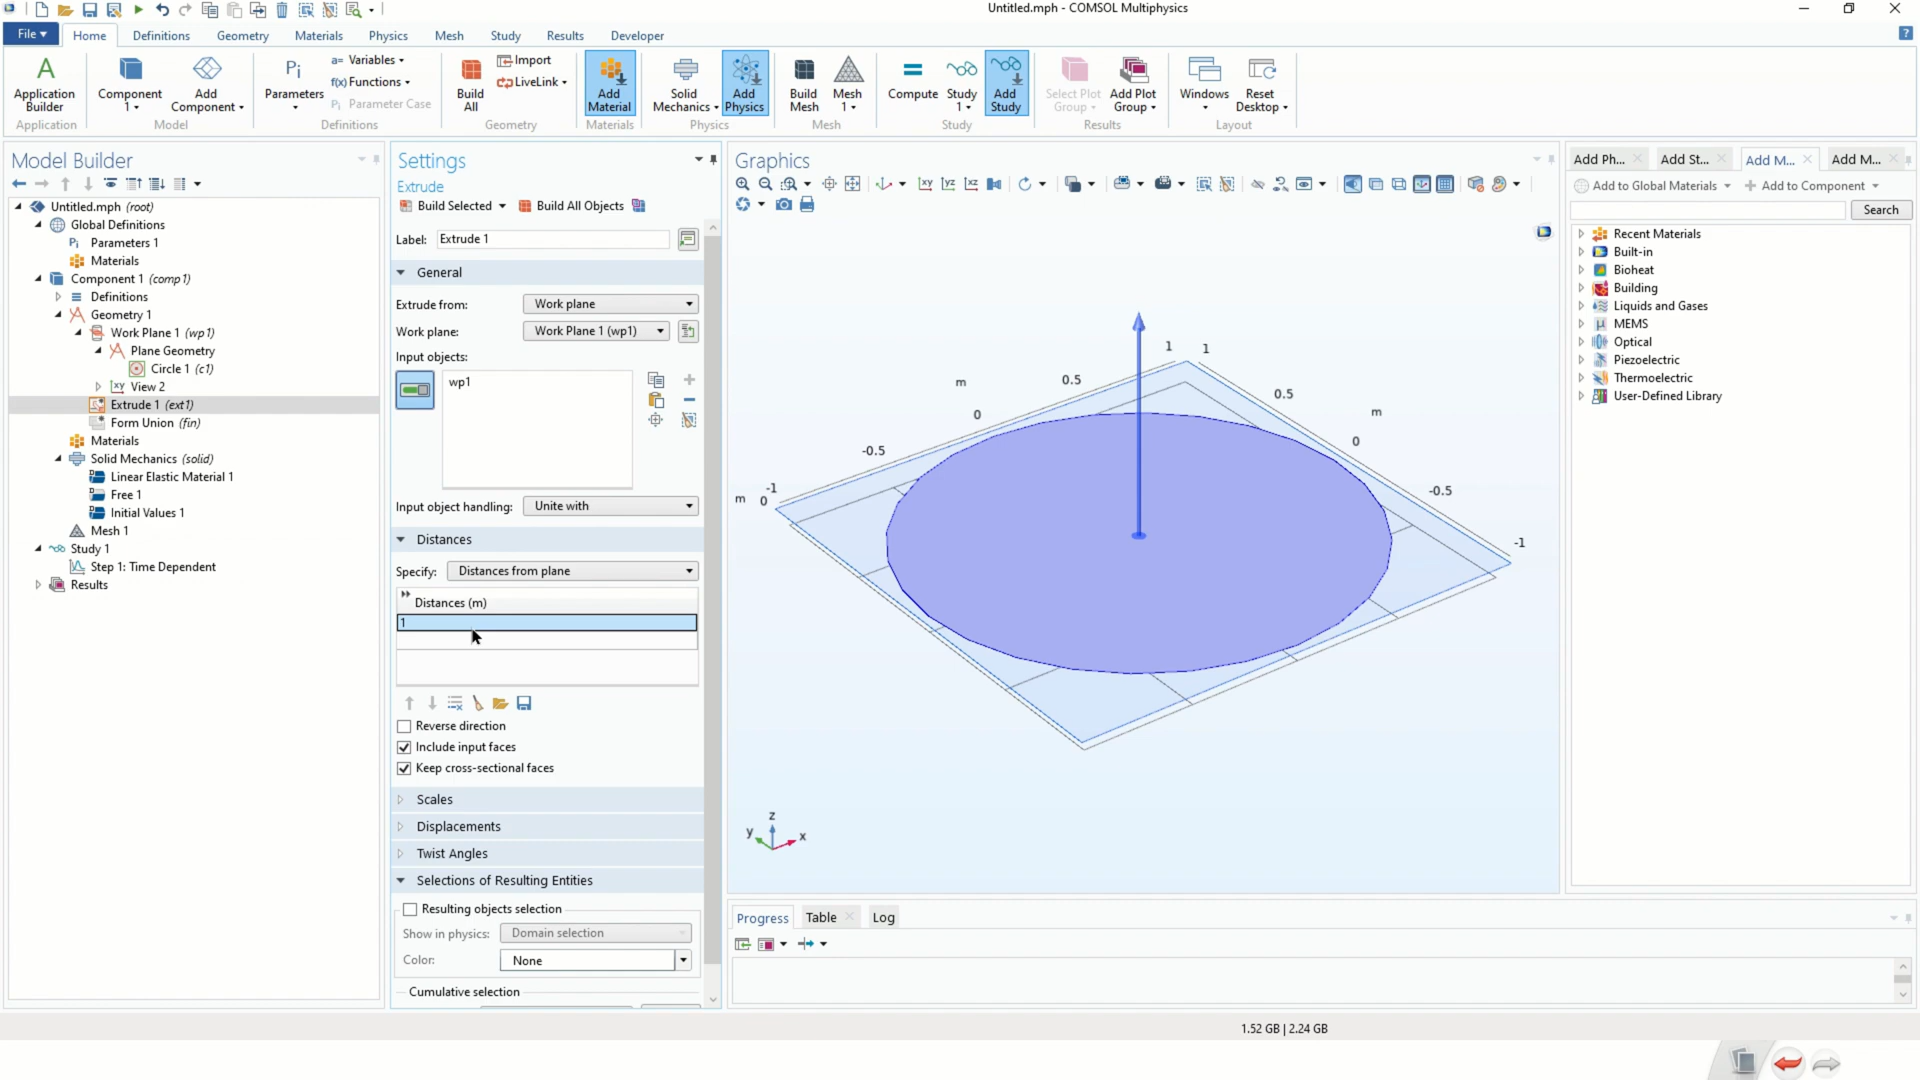 Untitled.mph - COMSOL Multiphysics
File Home Definitions Geometry Materials Physics Mesh Study Results Developer
Application Builder
Application
Component 1
Add Component
Model
Pi
Parameters
a= Variables
f(x) Functions
Pi Parameter Case
Definitions
Build All
Import
LiveLink
Geometry
Add Material
Materials
Solid Mechanics
Add Physics
Physics
Build Mesh
Mesh 1
Mesh
Compute
Study 1
Add Study
Study
Select Plot Group
Add Plot Group
Results
Windows
Reset Desktop
Layout
Model Builder
Untitled.mph (root)
Global Definitions
Pi Parameters 1
Materials
Component 1 (comp1)
Definitions
Geometry 1
Work Plane 1 (wp1)
Plane Geometry
Circle 1 (c1)
xy View 2
Extrude 1 (ext1)
Form Union (fin)
Materials
Solid Mechanics (solid)
Linear Elastic Material 1
Free 1
Initial Values 1
Mesh 1
Study 1
Step 1: Time Dependent
Results
Settings
Extrude
Build Selected Build All Objects
Label: Extrude 1
General
Extrude from: Work plane
Work plane: Work Plane 1 (wp1)
Input objects:
wp1
Input object handling: Unite with
Distances
Specify: Distances from plane
Distances (m)
1
Reverse direction
Include input faces
Keep cross-sectional faces
Scales
Displacements
Twist Angles
Selections of Resulting Entities
Resulting objects selection
Show in physics: Domain selection
Color: None
Cumulative selection
Graphics
xy yz xz
1 1
m 0.5
0.5
0 m
-0.5 0
-1 -0.5
m 0
-1
z
y x
Progress Table Log
Add Ph... Add St... Add M... Add M...
Add to Global Materials + Add to Component
Search
Recent Materials
Built-in
Bioheat
Building
Liquids and Gases
μ MEMS
Optical
Piezoelectric
Thermoelectric
User-Defined Library
1.52 GB | 2.24 GB